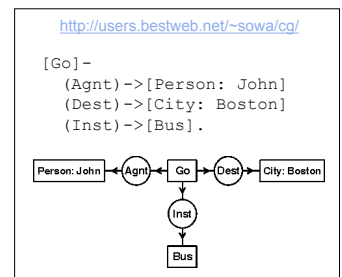 http://users.bestweb.net/~sowa/cg/
[Go]-
(Agnt)->[Person: John]
(Dest)->[City: Boston]
(Inst)->[Bus].
Person: John Agnt Go Dest City: Boston
Inst
Bus